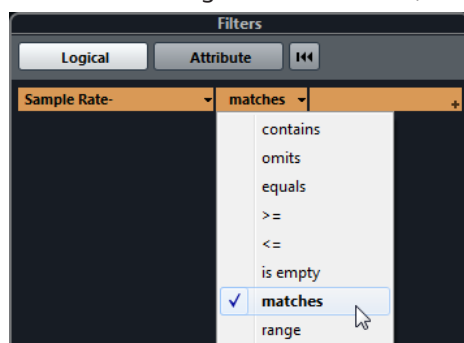 Filters
Logical Attribute
Sample Rate- matches +
contains
omits
equals
>=
<=
is empty
✓ matches
range